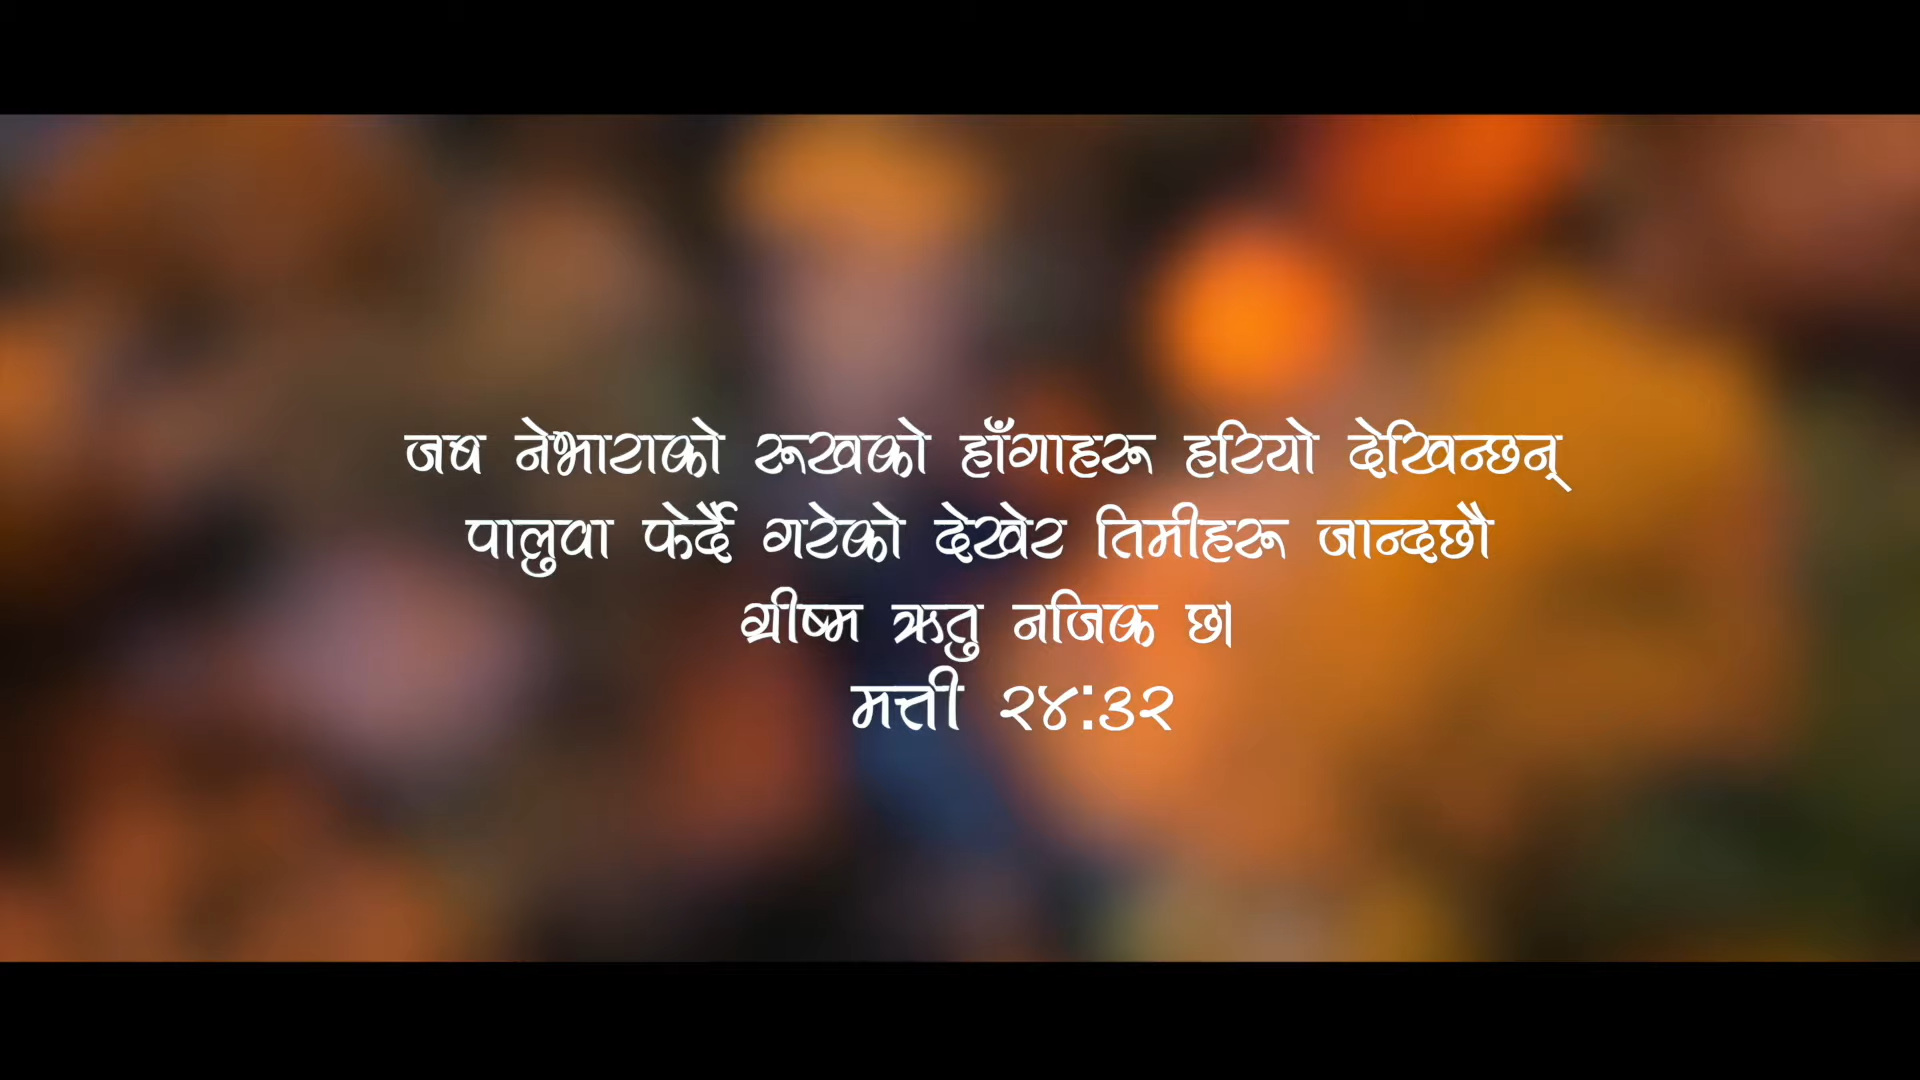 जब नेभाराको रूखको हाँगाहरू हरियो देखिन्छन्
पालुवा फेर्दै गरेको देखेर तिमीहरू जान्दछौ
ग्रीष्म ऋतु नजिक छ।
मत्ती २४:३२